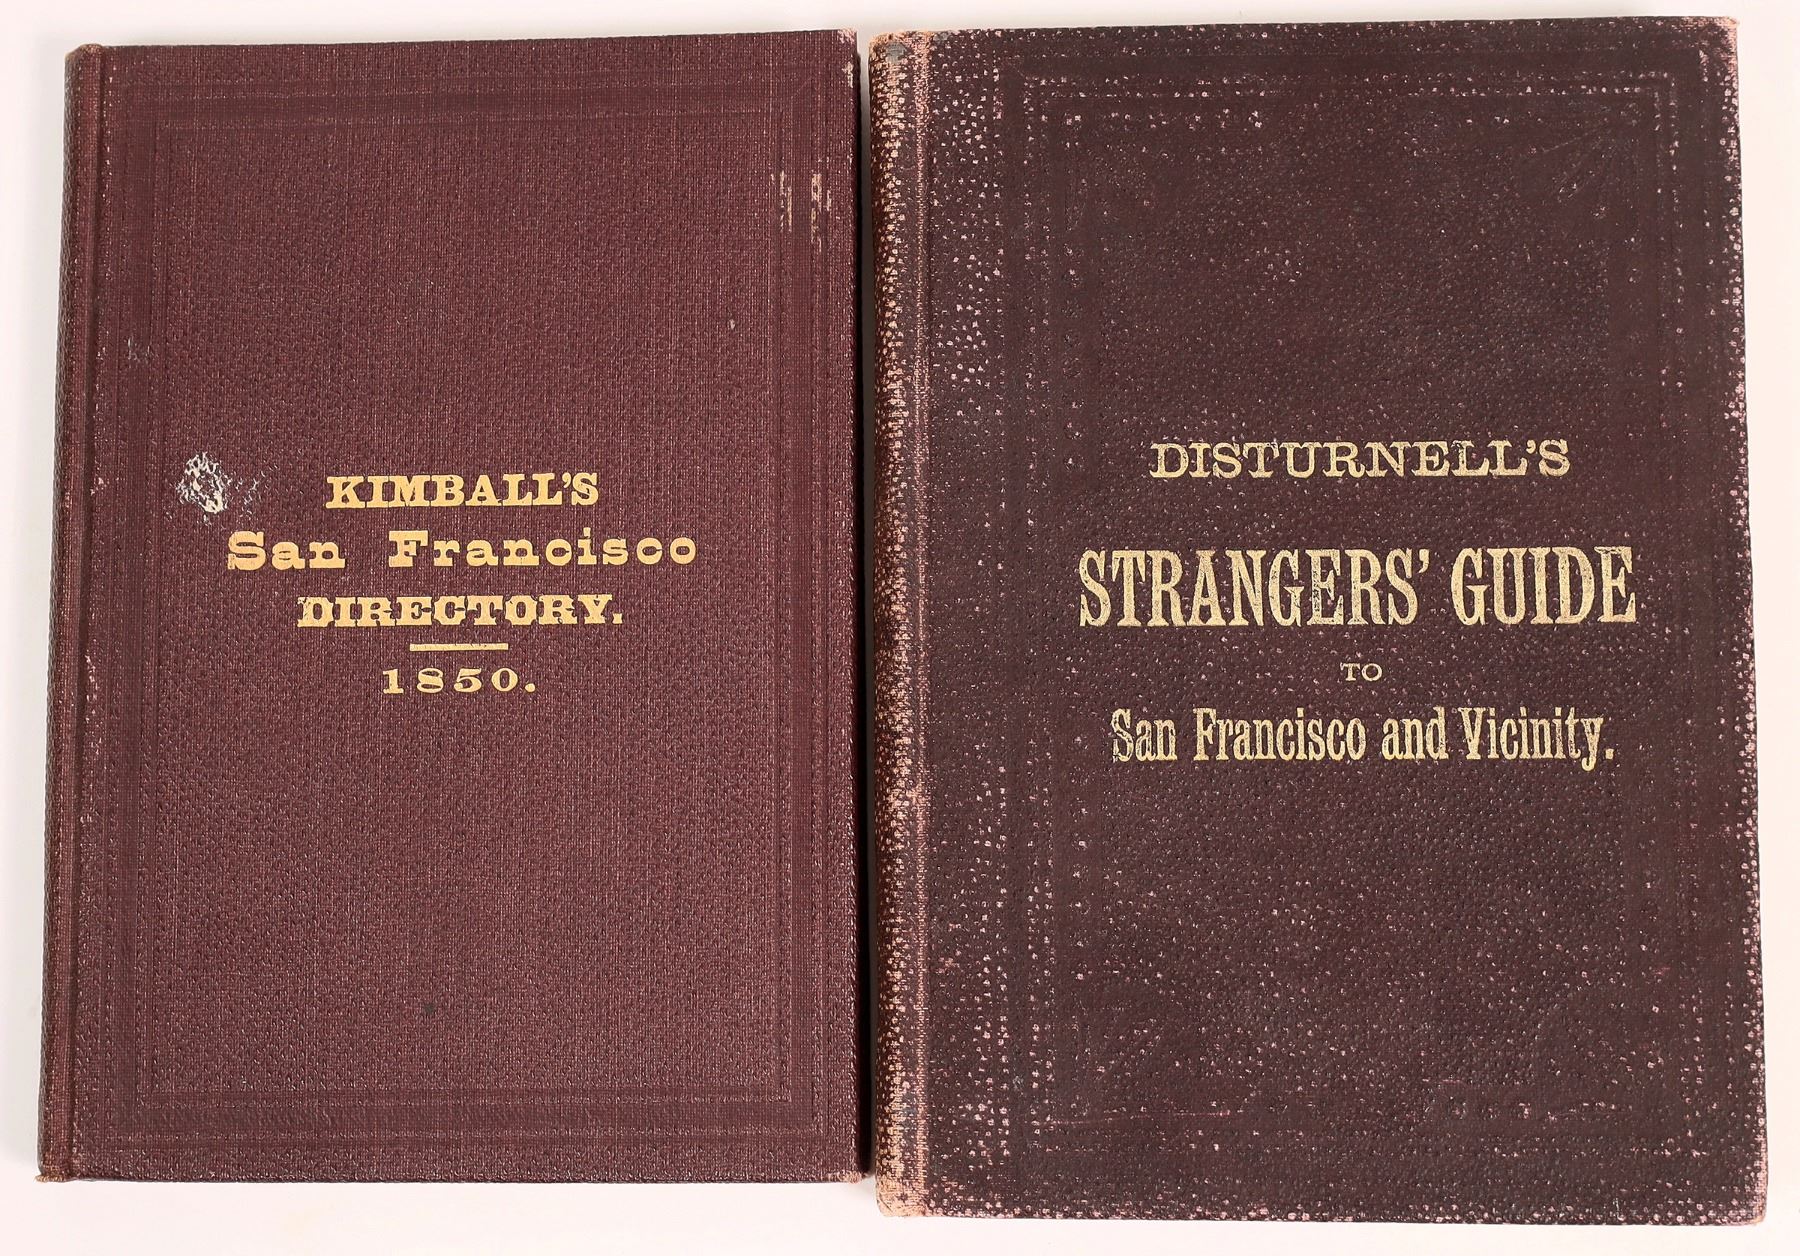 KIMBALL'S
San Francisco
DIRECTORY.
1850.
DISTURNELL'S
STRANGERS' GUIDE
TO
San Francisco and Vicinity.